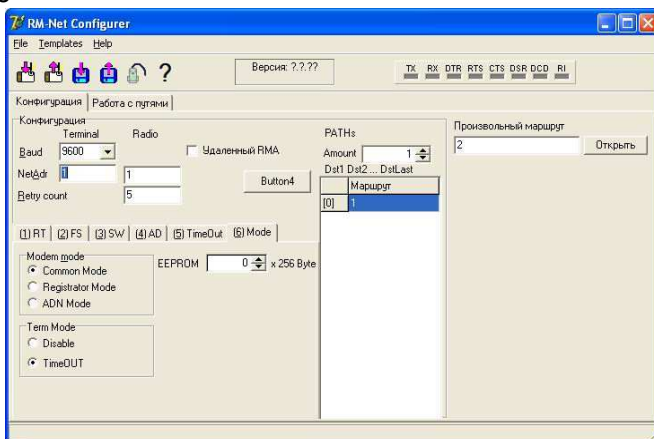 RM-Net Configurer
File Templates Help
Версия: ?.?.??
TX RX DTR RTS CTS DSR DCD RI
Конфигурация Работа с путями
Конфигурация
Terminal Radio
Baud 9600 Удаленный RMA
NetAdr 1 1
Retry count 5
Button4
PATHs
Amount 1
Dst1 Dst2 ... DstLast
Маршрут
[0] 1
Произвольный маршрут
2 Открыть
(1) RT (2) FS (3) SW (4) AD (5) TimeOut (6) Mode
Modem mode
Common Mode
Registrator Mode
ADN Mode
EEPROM 0 x 256 Byte
Term Mode
Disable
TimeOUT